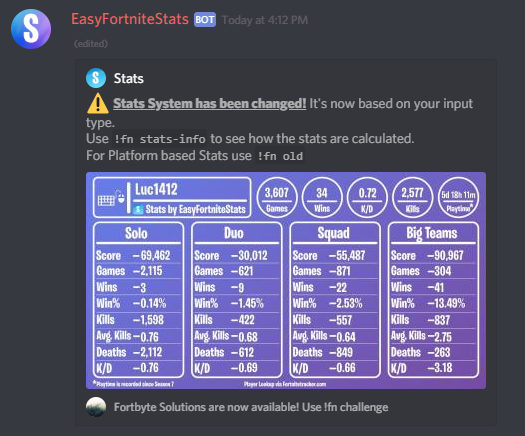 EasyFortniteStats BOT Today at 4:12 PM
(edited)
S Stats
Stats System has been changed! It's now based on your input
type.
Use !fn stats-info to see how the stats are calculated.
For Platform based Stats use !fn old
Luc1412
S Stats by EasyFortniteStats
3,607 Games
34 Wins
0.72 K/D
2,577 Kills
5d 18h 11m Playtime*
Solo
Score –69,462
Games –2,115
Wins –3
Win% –0.14%
Kills –1,598
Avg. Kills –0.76
Deaths –2,112
K/D –0.76
Duo
Score –30,012
Games –621
Wins –9
Win% –1.45%
Kills –422
Avg. Kills –0.68
Deaths –612
K/D –0.69
Squad
Score –55,487
Games –871
Wins –22
Win% –2.53%
Kills –557
Avg. Kills –0.64
Deaths –849
K/D –0.66
Big Teams
Score –90,967
Games –304
Wins –41
Win% –13.49%
Kills –837
Avg. Kills –2.75
Deaths –263
K/D –3.18
*Playtime is recorded since Season 7
Player Lookup via fortnitetracker.com
Fortbyte Solutions are now available! Use !fn challenge